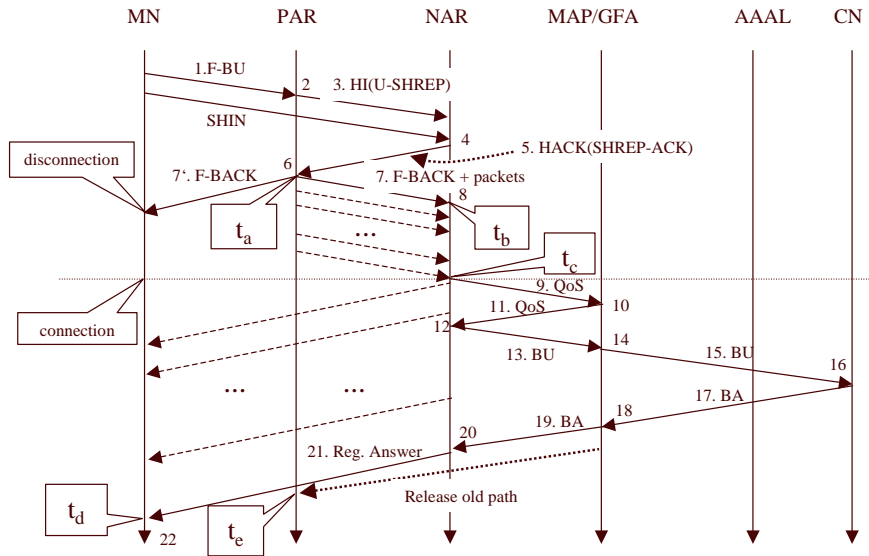 MN PAR NAR MAP/GFA AAAL CN
1.F-BU
2
3. HI(U-SHREP)
SHIN
4
5. HACK(SHREP-ACK)
disconnection
6
7‘. F-BACK
7. F-BACK + packets
8
t_a
...
t_b
t_c
9. QoS
10
connection
11. QoS
12
13. BU
14
15. BU
16
17. BA
... ...
18
19. BA
20
21. Reg. Answer
Release old path
t_d
t_e
22